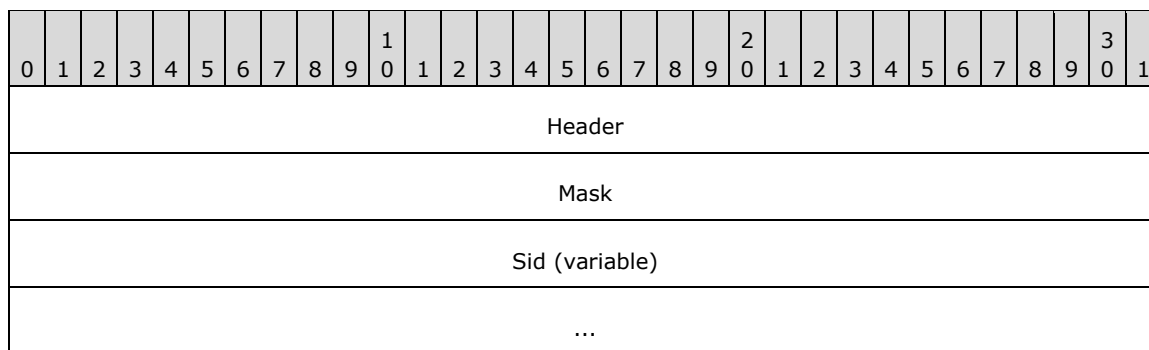 1 2 3
0 1 2 3 4 5 6 7 8 9 0 1 2 3 4 5 6 7 8 9 0 1 2 3 4 5 6 7 8 9 0 1
Header
Mask
Sid (variable)
...